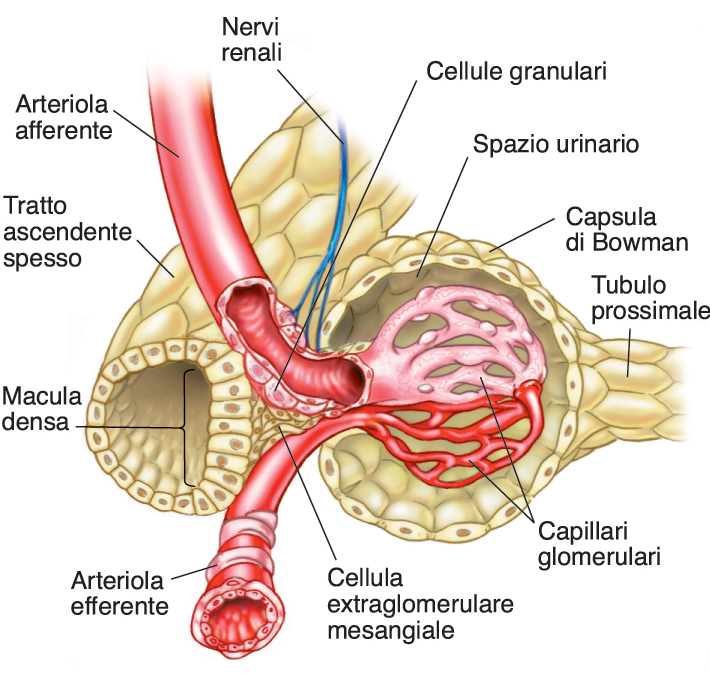 Nervi
renali
Cellule granulari
Arteriola
afferente
Spazio urinario
Tratto
ascendente
spesso
Capsula
di Bowman
Tubulo
prossimale
Macula
densa
Capillari
glomerulari
Arteriola
efferente
Cellula
extraglomerulare
mesangiale